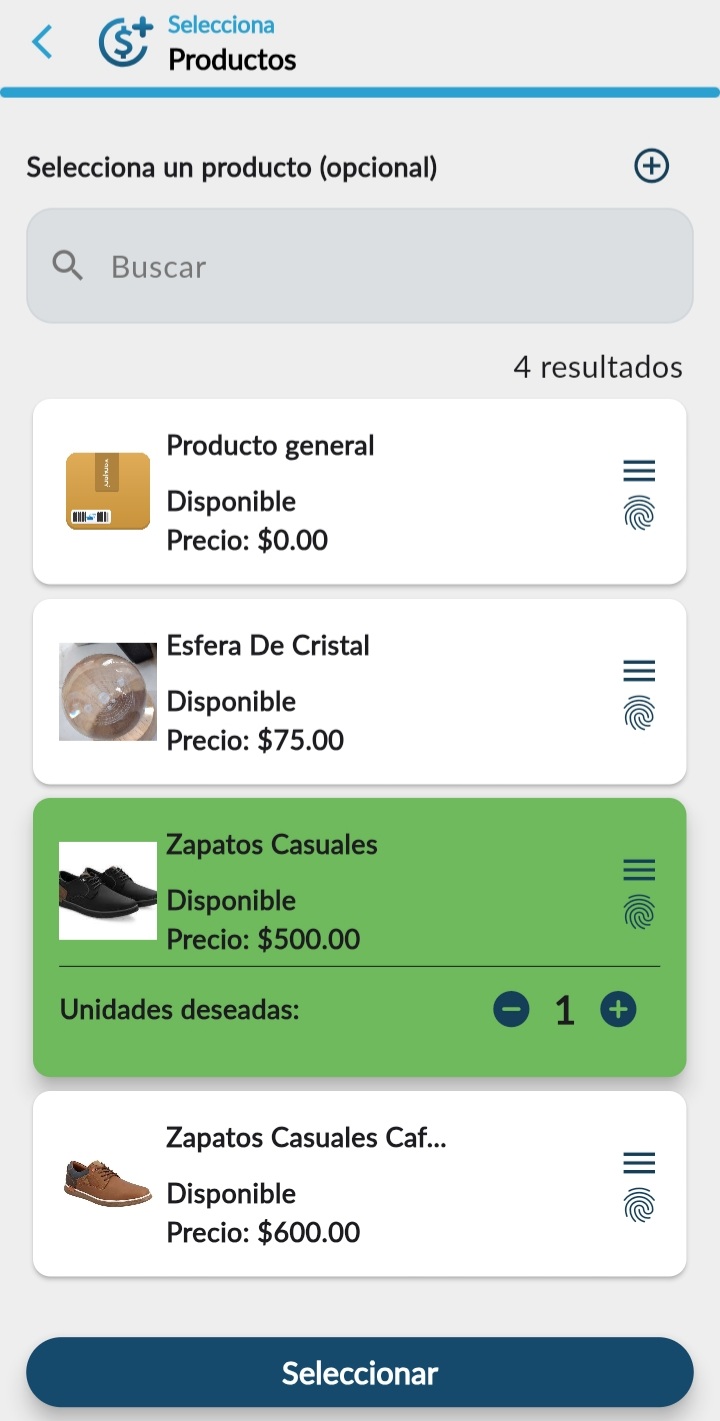 Selecciona
Productos
Selecciona un producto (opcional)
Buscar
4 resultados
Producto general
Disponible
Precio: $0.00
Esfera De Cristal
Disponible
Precio: $75.00
Zapatos Casuales
Disponible
Precio: $500.00
Unidades deseadas:
1
Zapatos Casuales Caf...
Disponible
Precio: $600.00
Seleccionar